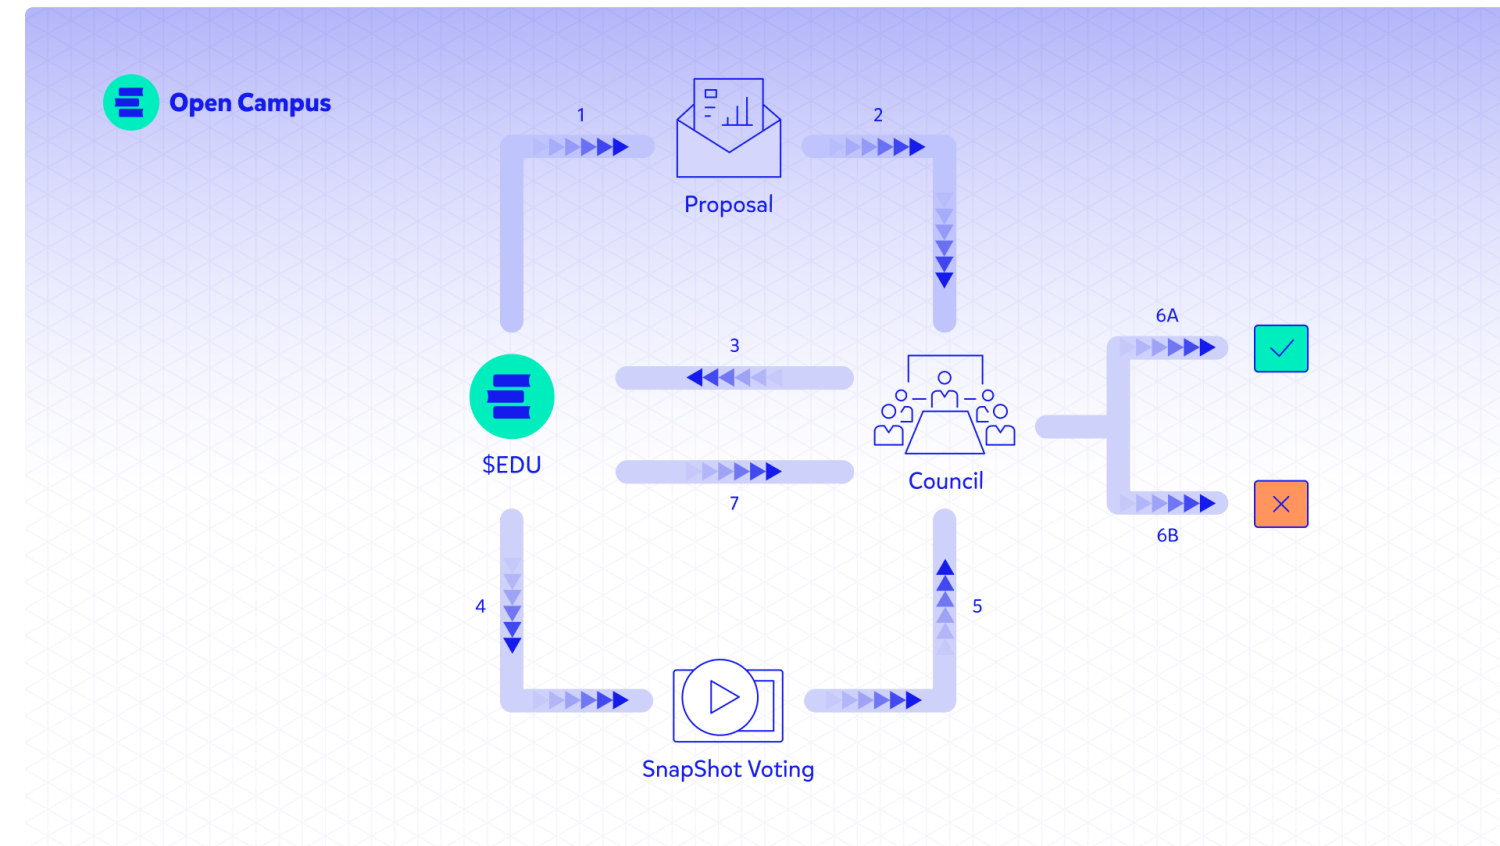 Open Campus
1
2
Proposal
3
6A
$EDU
Council
7
6B
4
5
SnapShot Voting